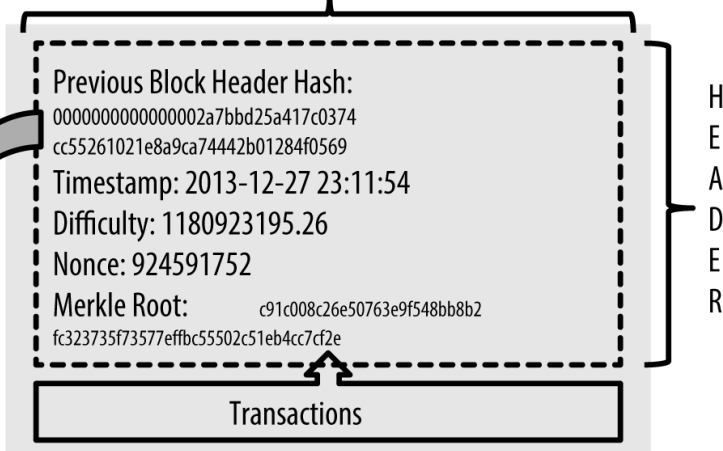 Previous Block Header Hash:
0000000000000002a7bbd25a417c0374
cc55261021e8a9ca74442b01284f0569
Timestamp: 2013-12-27 23:11:54
Difficulty: 1180923195.26
Nonce: 924591752
Merkle Root: c91c008c26e50763e9f548bb8b2
fc323735f73577effbc55502c51eb4cc7cf2e
Transactions
HEADER